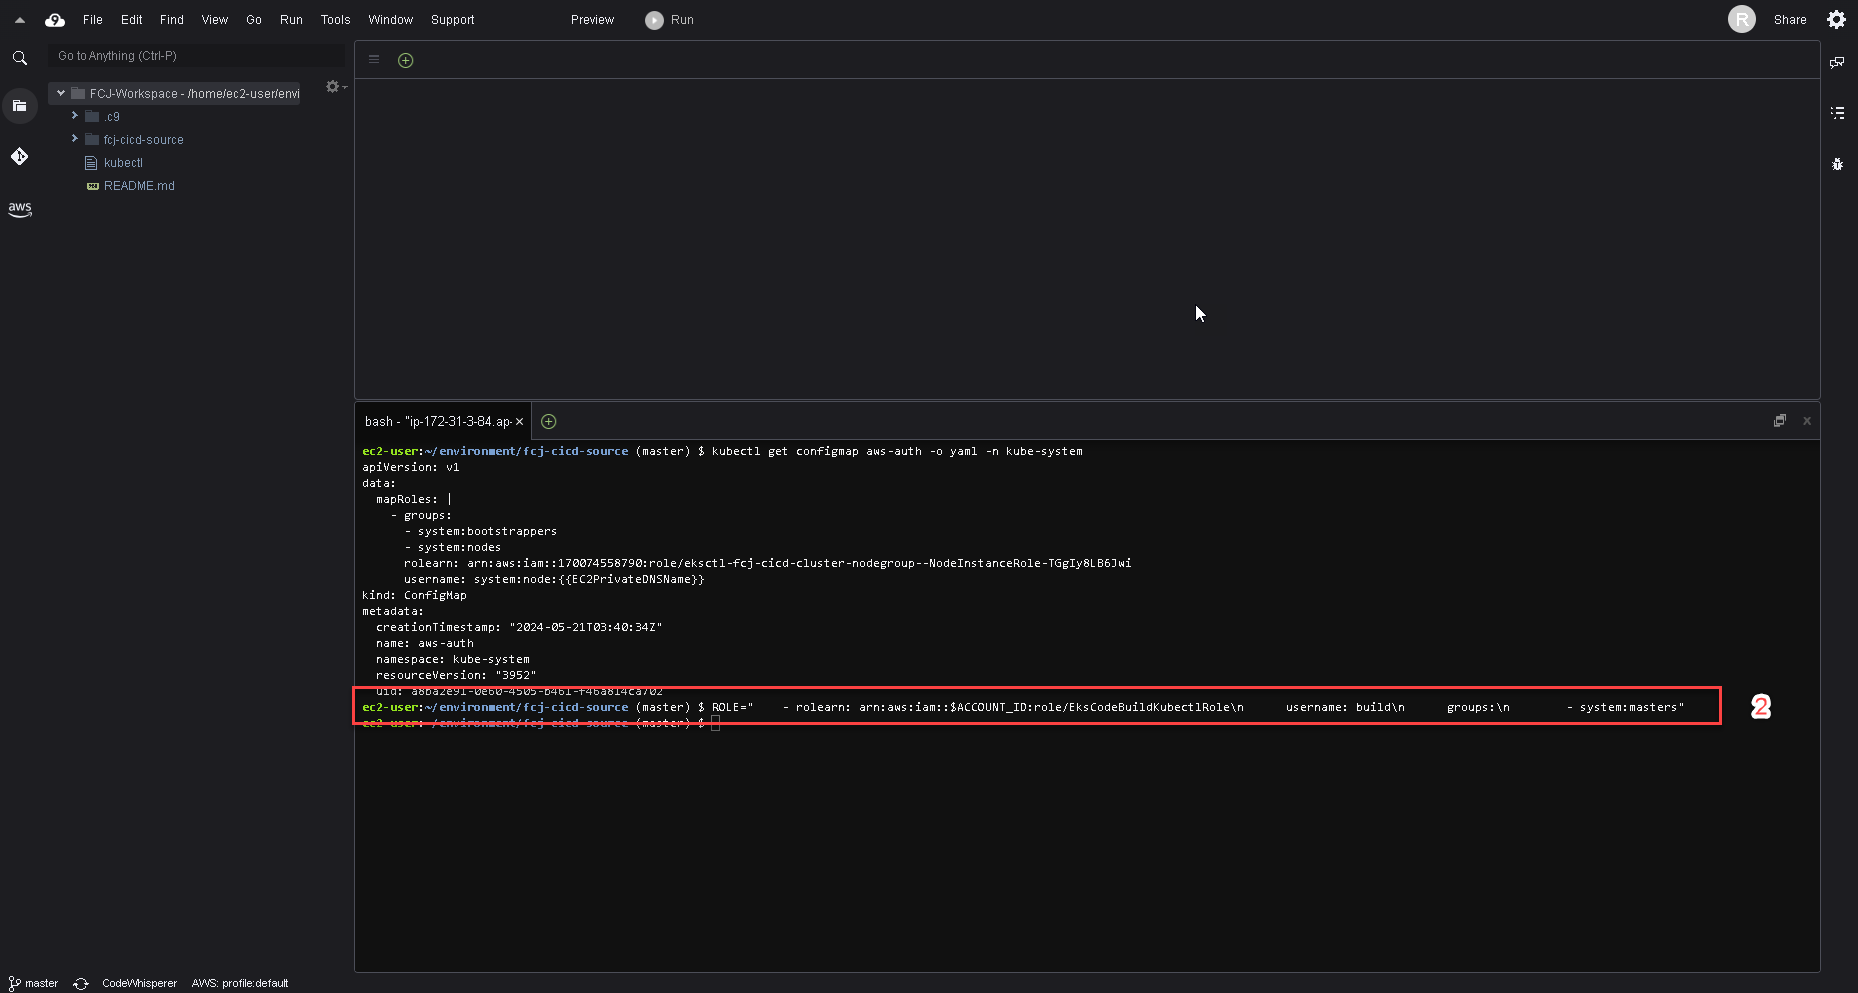 File Edit Find View Go Run Tools Window Support Preview Run R Share
Go to Anything (Ctrl-P)
FCJ-Workspace - /home/ec2-user/envi
.c9
fcj-cicd-source
kubectl
README.md
aws
bash - "ip-172-31-3-84.ap-
ec2-user:~/environment/fcj-cicd-source (master) $ kubectl get configmap aws-auth -o yaml -n kube-system
apiVersion: v1
data:
  mapRoles: |
    - groups:
      - system:bootstrappers
      - system:nodes
      rolearn: arn:aws:iam::170074558790:role/eksctl-fcj-cicd-cluster-nodegroup--NodeInstanceRole-TGgIy8LB6Jwi
      username: system:node:{{EC2PrivateDNSName}}
kind: ConfigMap
metadata:
  creationTimestamp: "2024-05-21T03:40:34Z"
  name: aws-auth
  namespace: kube-system
  resourceVersion: "3952"
  uid: a8ba2e91-0e60-4505-b461-f46a814ca702
ec2-user:~/environment/fcj-cicd-source (master) $ ROLE="    - rolearn: arn:aws:iam::$ACCOUNT_ID:role/EksCodeBuildKubectlRole\n      username: build\n      groups:\n        - system:masters"
2
ec2-user:~/environment/fcj-cicd-source (master) $
master CodeWhisperer AWS: profile:default